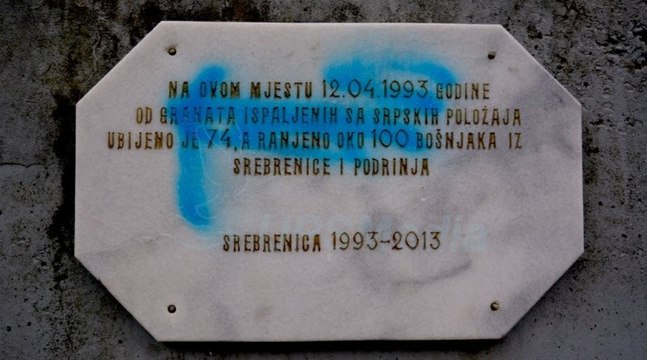 NA OVOM MJESTU 12.04.1993.GODINE
OD GRANATA ISPALJENIH SA SRPSKIH POLOŽAJA
UBIJENO JE 74, A RANJENO OKO 100 BOŠNJAKA IZ
SREBRENICE I PODRINJA
SREBRENICA 1993-2013